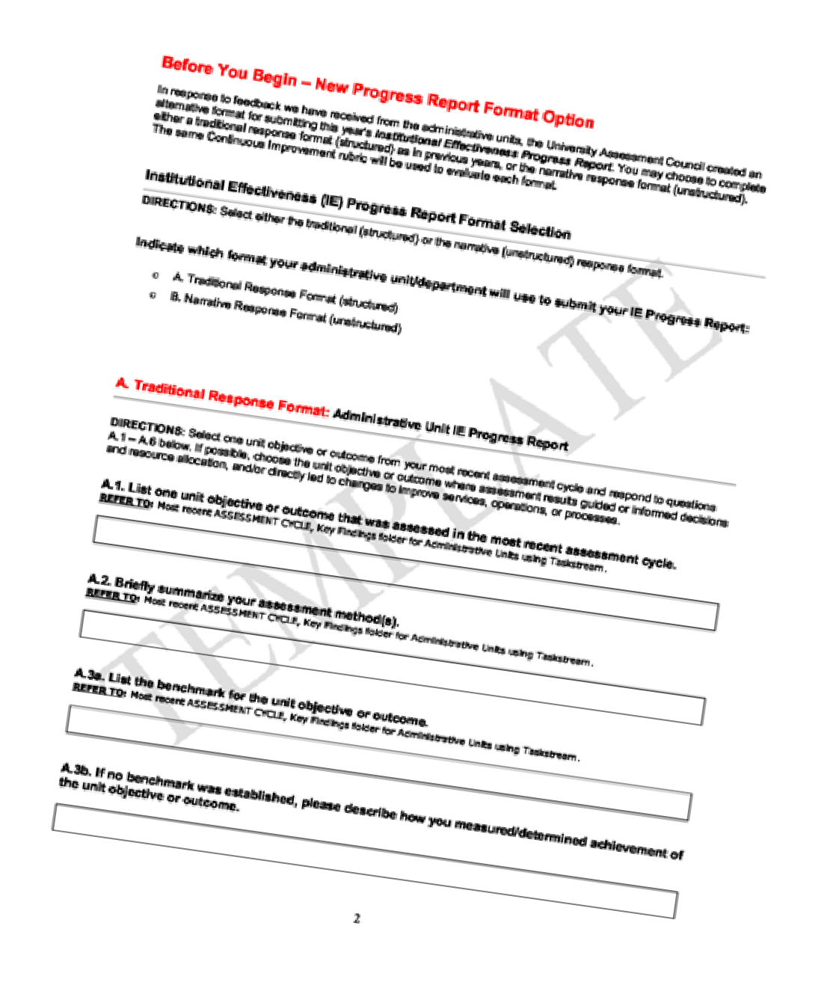 Before You Begin – New Progress Report Format Option
In response to feedback we have received from the administrative units, the University Assessment Council created an
alternative format for submitting this year's Institutional Effectiveness Progress Report. You may choose to complete
either a traditional response format (structured) as in previous years, or the narrative response format (unstructured).
The same Continuous Improvement rubric will be used to evaluate each format.
Institutional Effectiveness (IE) Progress Report Format Selection
DIRECTIONS: Select either the traditional (structured) or the narrative (unstructured) response format.
Indicate which format your administrative unit/department will use to submit your IE Progress Report:
o A. Traditional Response Format (structured)
o B. Narrative Response Format (unstructured)
A. Traditional Response Format: Administrative Unit IE Progress Report
DIRECTIONS: Select one unit objective or outcome from your most recent assessment cycle and respond to questions
A.1 – A.6 below. If possible, choose the unit objective or outcome where assessment results guided or informed decisions
and resource allocation, and/or directly led to changes to improve services, operations, or processes.
A.1. List one unit objective or outcome that was assessed in the most recent assessment cycle.
REFER TO: Most recent ASSESSMENT CYCLE, Key Findings folder for Administrative Units using Taskstream.
A.2. Briefly summarize your assessment method(s).
REFER TO: Most recent ASSESSMENT CYCLE, Key Findings folder for Administrative Units using Taskstream.
A.3a. List the benchmark for the unit objective or outcome.
REFER TO: Most recent ASSESSMENT CYCLE, Key Findings folder for Administrative Units using Taskstream.
A.3b. If no benchmark was established, please describe how you measured/determined achievement of
the unit objective or outcome.
TEMPLATE
2